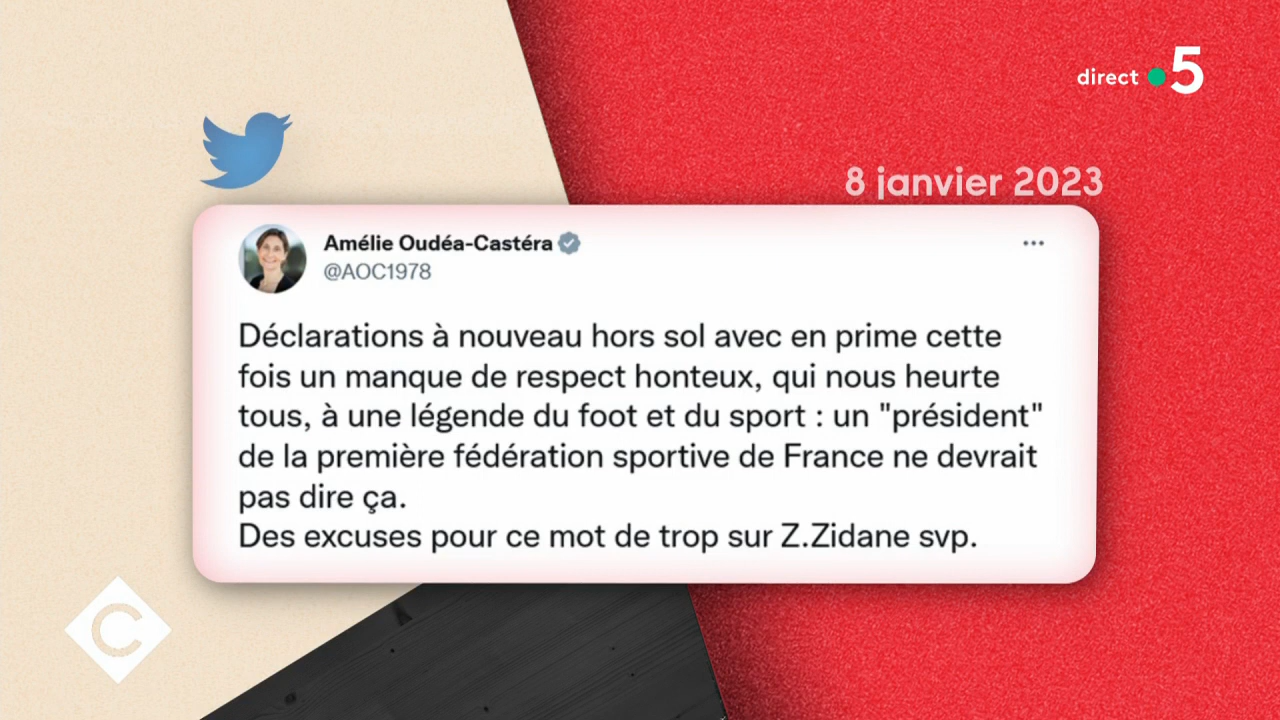 direct 5
8 janvier 2023
Amélie Oudéa-Castéra
@AOC1978
Déclarations à nouveau hors sol avec en prime cette
fois un manque de respect honteux, qui nous heurte
tous, à une légende du foot et du sport : un "président"
de la première fédération sportive de France ne devrait
pas dire ça.
Des excuses pour ce mot de trop sur Z.Zidane svp.
C